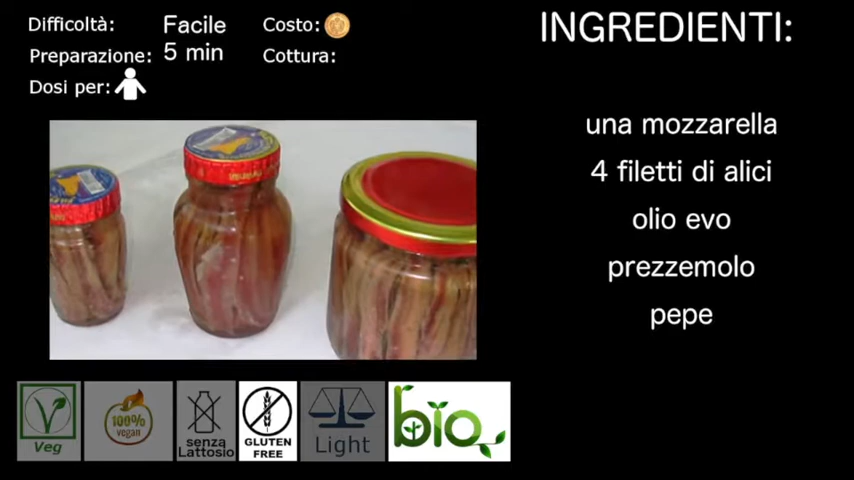 Difficoltà: Facile
Costo:
Preparazione: 5 min
Cottura:
Dosi per:
INGREDIENTI:
una mozzarella
4 filetti di alici
olio evo
prezzemolo
pepe
Veg
100%
vegan
senza
Lattosio
GLUTEN
FREE
Light
bio